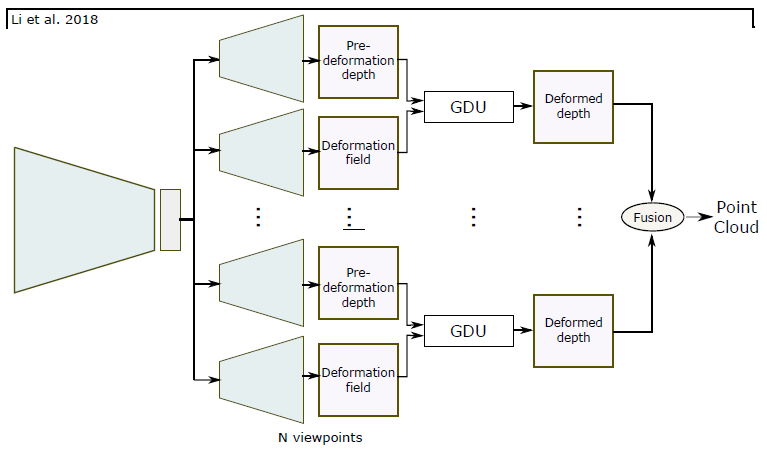 Li et al. 2018
Pre-
deformation
depth
GDU
Deformed
depth
Deformation
field
Fusion
Point
Cloud
Pre-
deformation
depth
GDU
Deformed
depth
Deformation
field
N viewpoints